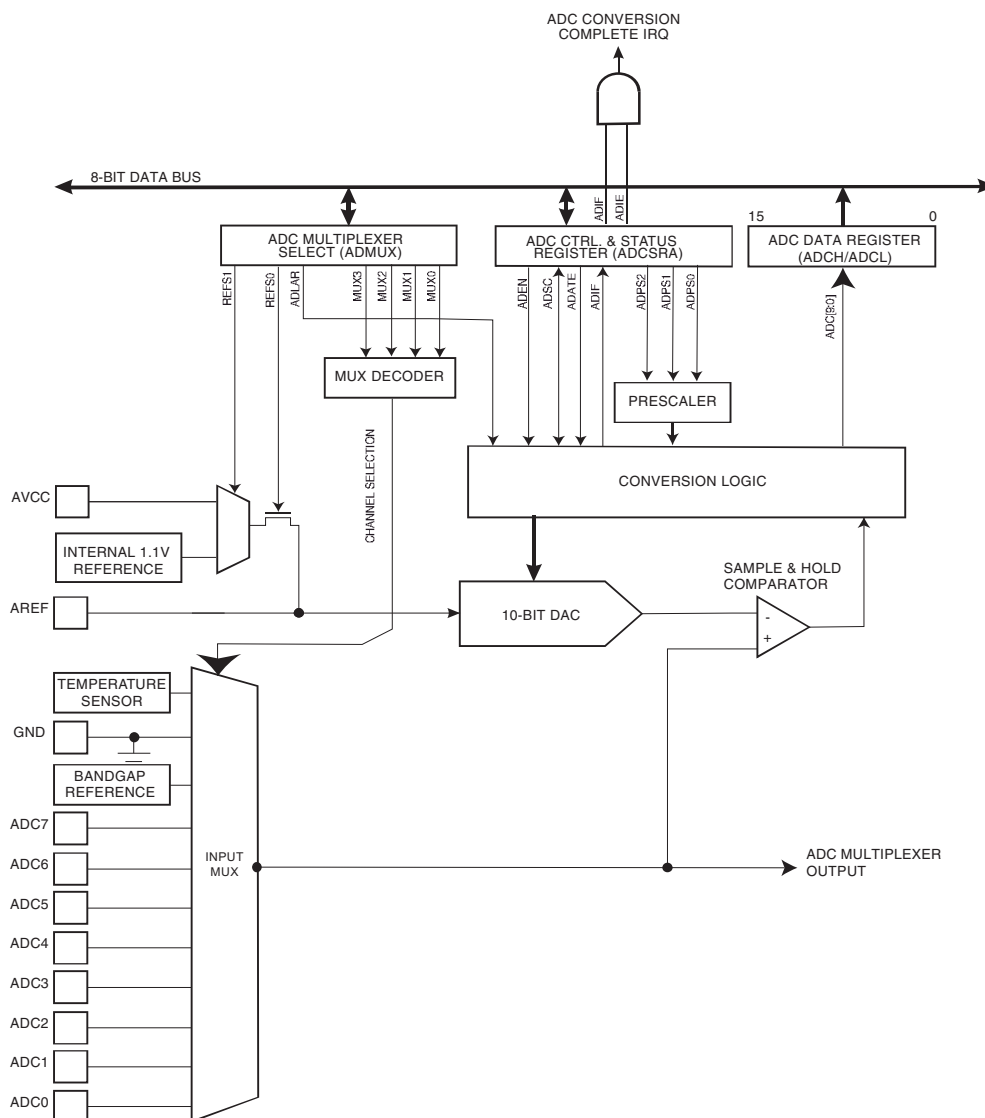 ADC CONVERSION
COMPLETE IRQ
8-BIT DATA BUS
ADIF
ADIE
15
0
ADC MULTIPLEXER
SELECT (ADMUX)
ADC CTRL. & STATUS
REGISTER (ADCSRA)
ADC DATA REGISTER
(ADCH/ADCL)
REFS1
REFS0
ADLAR
MUX3
MUX2
MUX1
MUX0
ADEN
ADSC
ADATE
ADIF
ADPS2
ADPS1
ADPS0
ADC[9:0]
MUX DECODER
PRESCALER
CHANNEL SELECTION
CONVERSION LOGIC
AVCC
INTERNAL 1.1V
REFERENCE
SAMPLE & HOLD
COMPARATOR
AREF
10-BIT DAC
-
+
TEMPERATURE
SENSOR
GND
BANDGAP
REFERENCE
ADC7
ADC6
INPUT
MUX
ADC MULTIPLEXER
OUTPUT
ADC5
ADC4
ADC3
ADC2
ADC1
ADC0